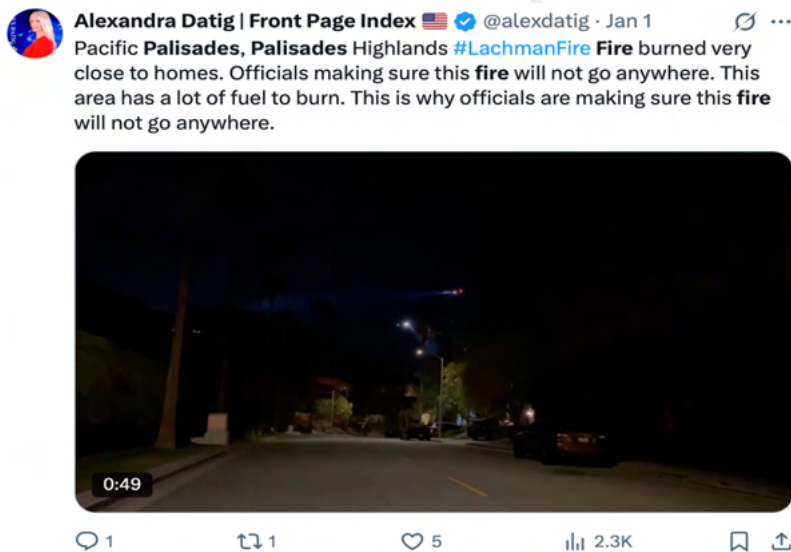 Alexandra Datig | Front Page Index 🇺🇸 @alexdatig · Jan 1
Pacific Palisades, Palisades Highlands #LachmanFire Fire burned very
close to homes. Officials making sure this fire will not go anywhere. This
area has a lot of fuel to burn. This is why officials are making sure this fire
will not go anywhere.
0:49
1 1 5 2.3K